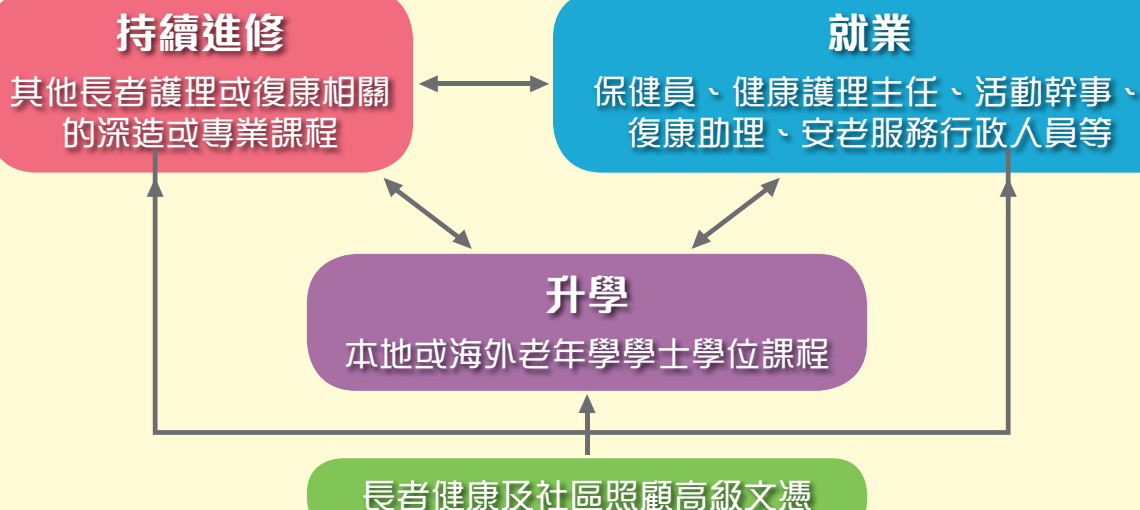 持續進修
其他長者護理或復康相關
的深造或專業課程
就業
保健員、健康護理主任、活動幹事、
復康助理、安老服務行政人員等
升學
本地或海外老年學學士學位課程
長者健康及社區照顧高級文憑